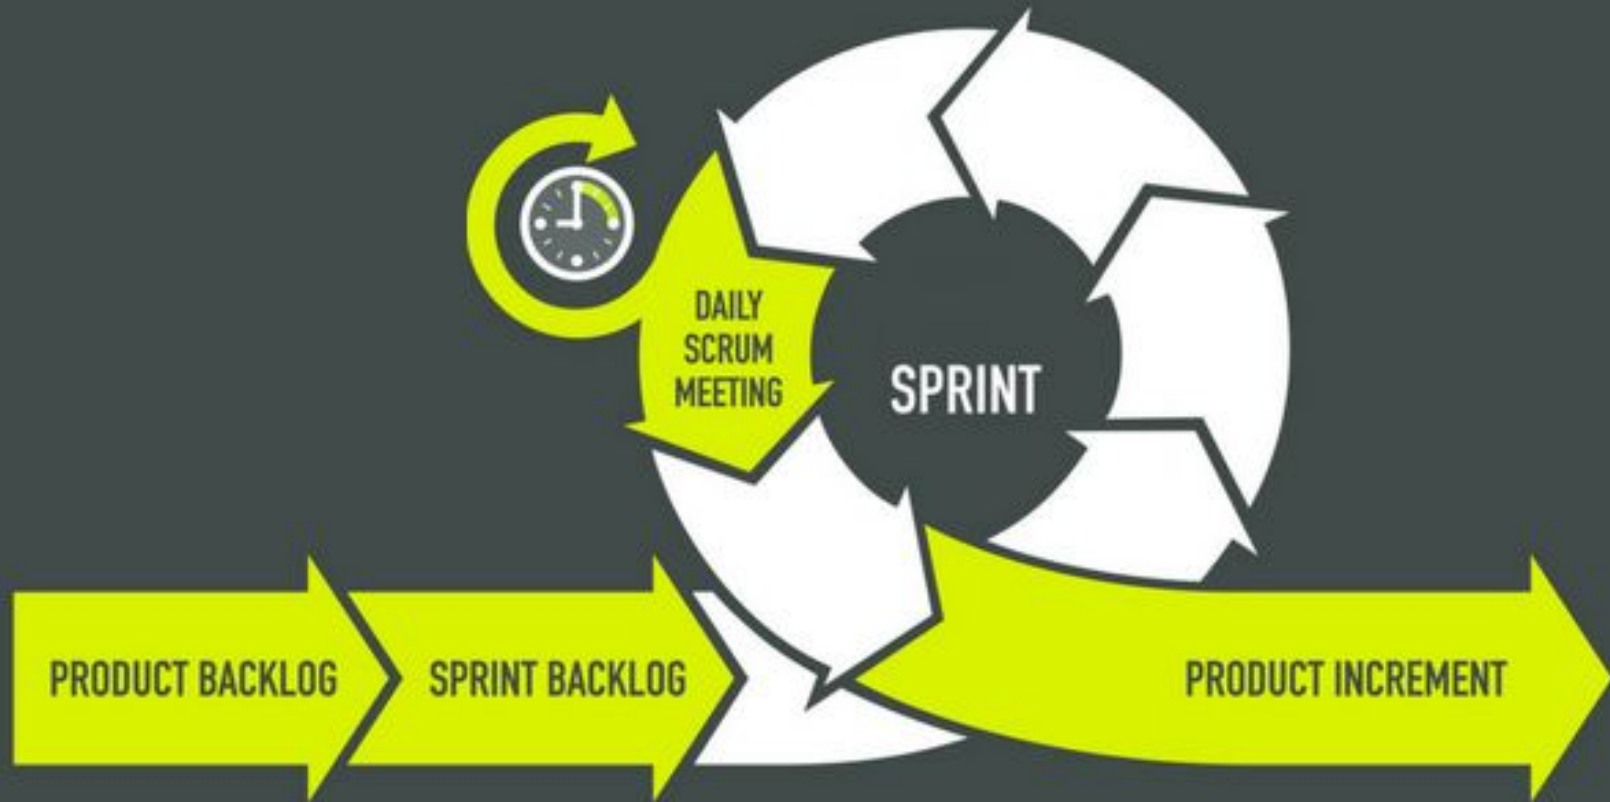 DAILY
SCRUM
MEETING
SPRINT
PRODUCT BACKLOG
SPRINT BACKLOG
PRODUCT INCREMENT